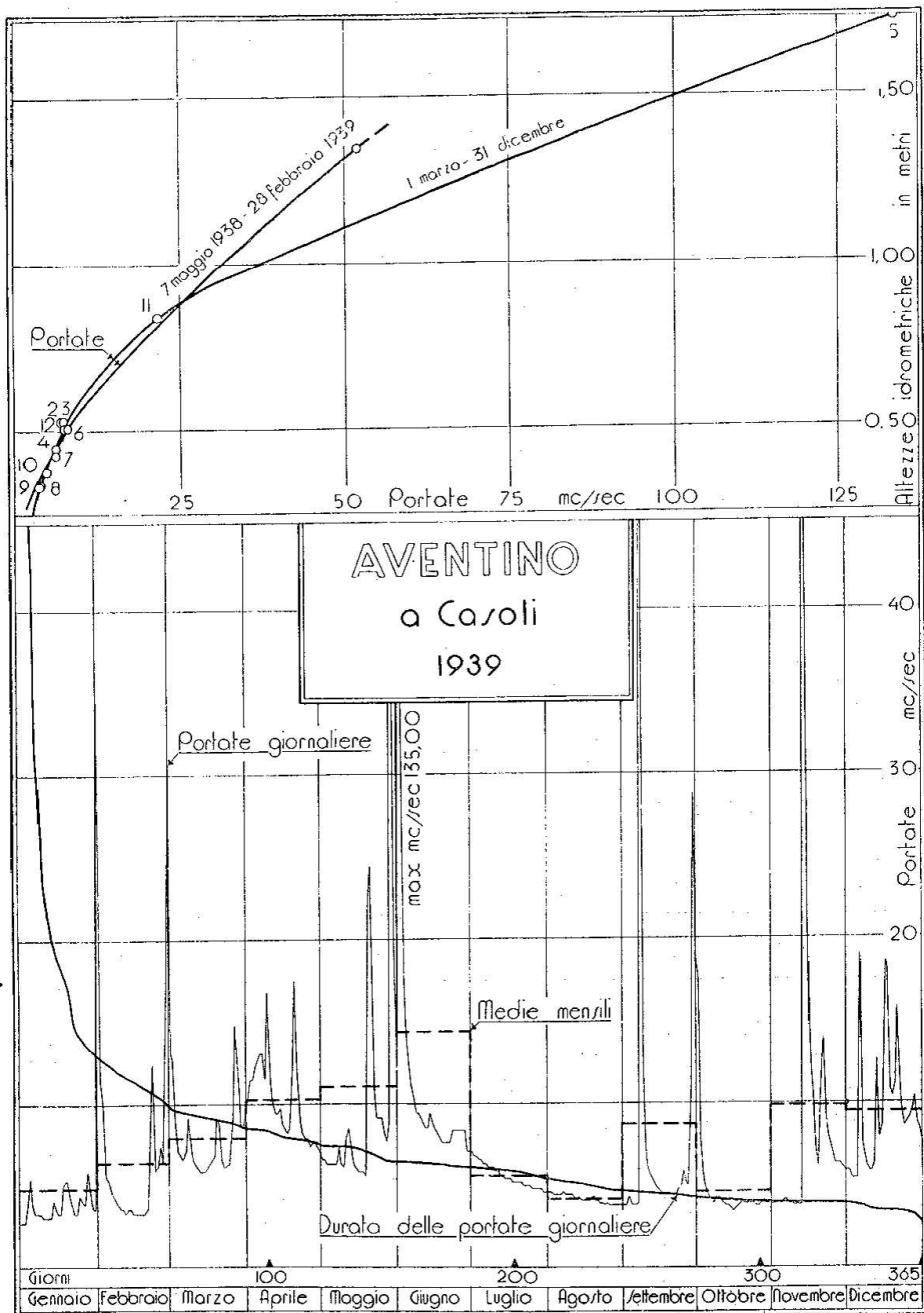 5
1,50
1,00
0,50
Altezze idrometriche in metri
7 maggio 1938 - 28 febbraio 1939
1 marzo - 31 dicembre
11
Portate
23
12 9
6
4
7
10
9 8
25 50 75 100 125
Portate mc/sec
AVENTINO
a Casoli
1939
40
30
20
Portate mc/sec
Portate giornaliere
max mc/sec 135,00
Medie mensili
Durata delle portate giornaliere
Giorni 100 200 300 365
Gennaio Febbraio Marzo Aprile Maggio Giugno Luglio Agosto Settembre Ottobre Novembre Dicembre